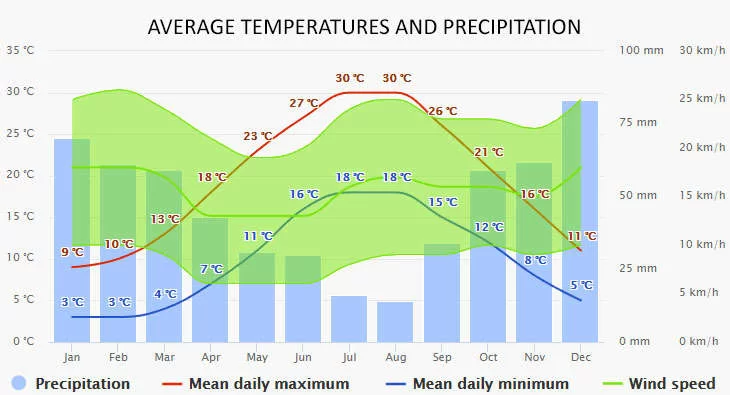 AVERAGE TEMPERATURES AND PRECIPITATION
35 °C 100 mm 30 km/h
30 °C 30 °C 30 °C 25 km/h
27 °C 26 °C
25 °C 23 °C 75 mm
20 °C 18 °C 21 °C 20 km/h
18 °C 18 °C
15 °C 13 °C 16 °C 15 °C 16 °C 50 mm 15 km/h
10 °C 9 °C 10 °C 11 °C 12 °C 11 °C 10 km/h
7 °C 8 °C 25 mm
5 °C 3 °C 3 °C 4 °C 5 °C 5 km/h
0 °C 0 mm 0 km/h
Jan Feb Mar Apr May Jun Jul Aug Sep Oct Nov Dec
Precipitation Mean daily maximum Mean daily minimum Wind speed